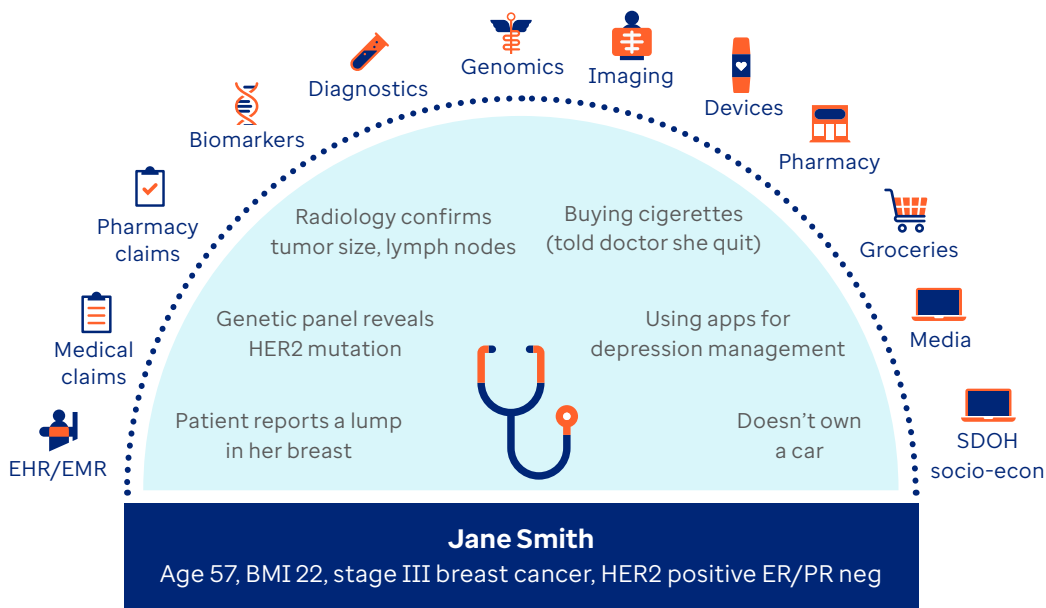 Genomics
Imaging
Diagnostics
Devices
Biomarkers
Pharmacy
Pharmacy
claims
Groceries
Medical
claims
Media
EHR/EMR
SDOH
socio-econ
Radiology confirms
tumor size, lymph nodes
Buying cigerettes
(told doctor she quit)
Genetic panel reveals
HER2 mutation
Using apps for
depression management
Patient reports a lump
in her breast
Doesn’t own
a car
Jane Smith
Age 57, BMI 22, stage III breast cancer, HER2 positive ER/PR neg